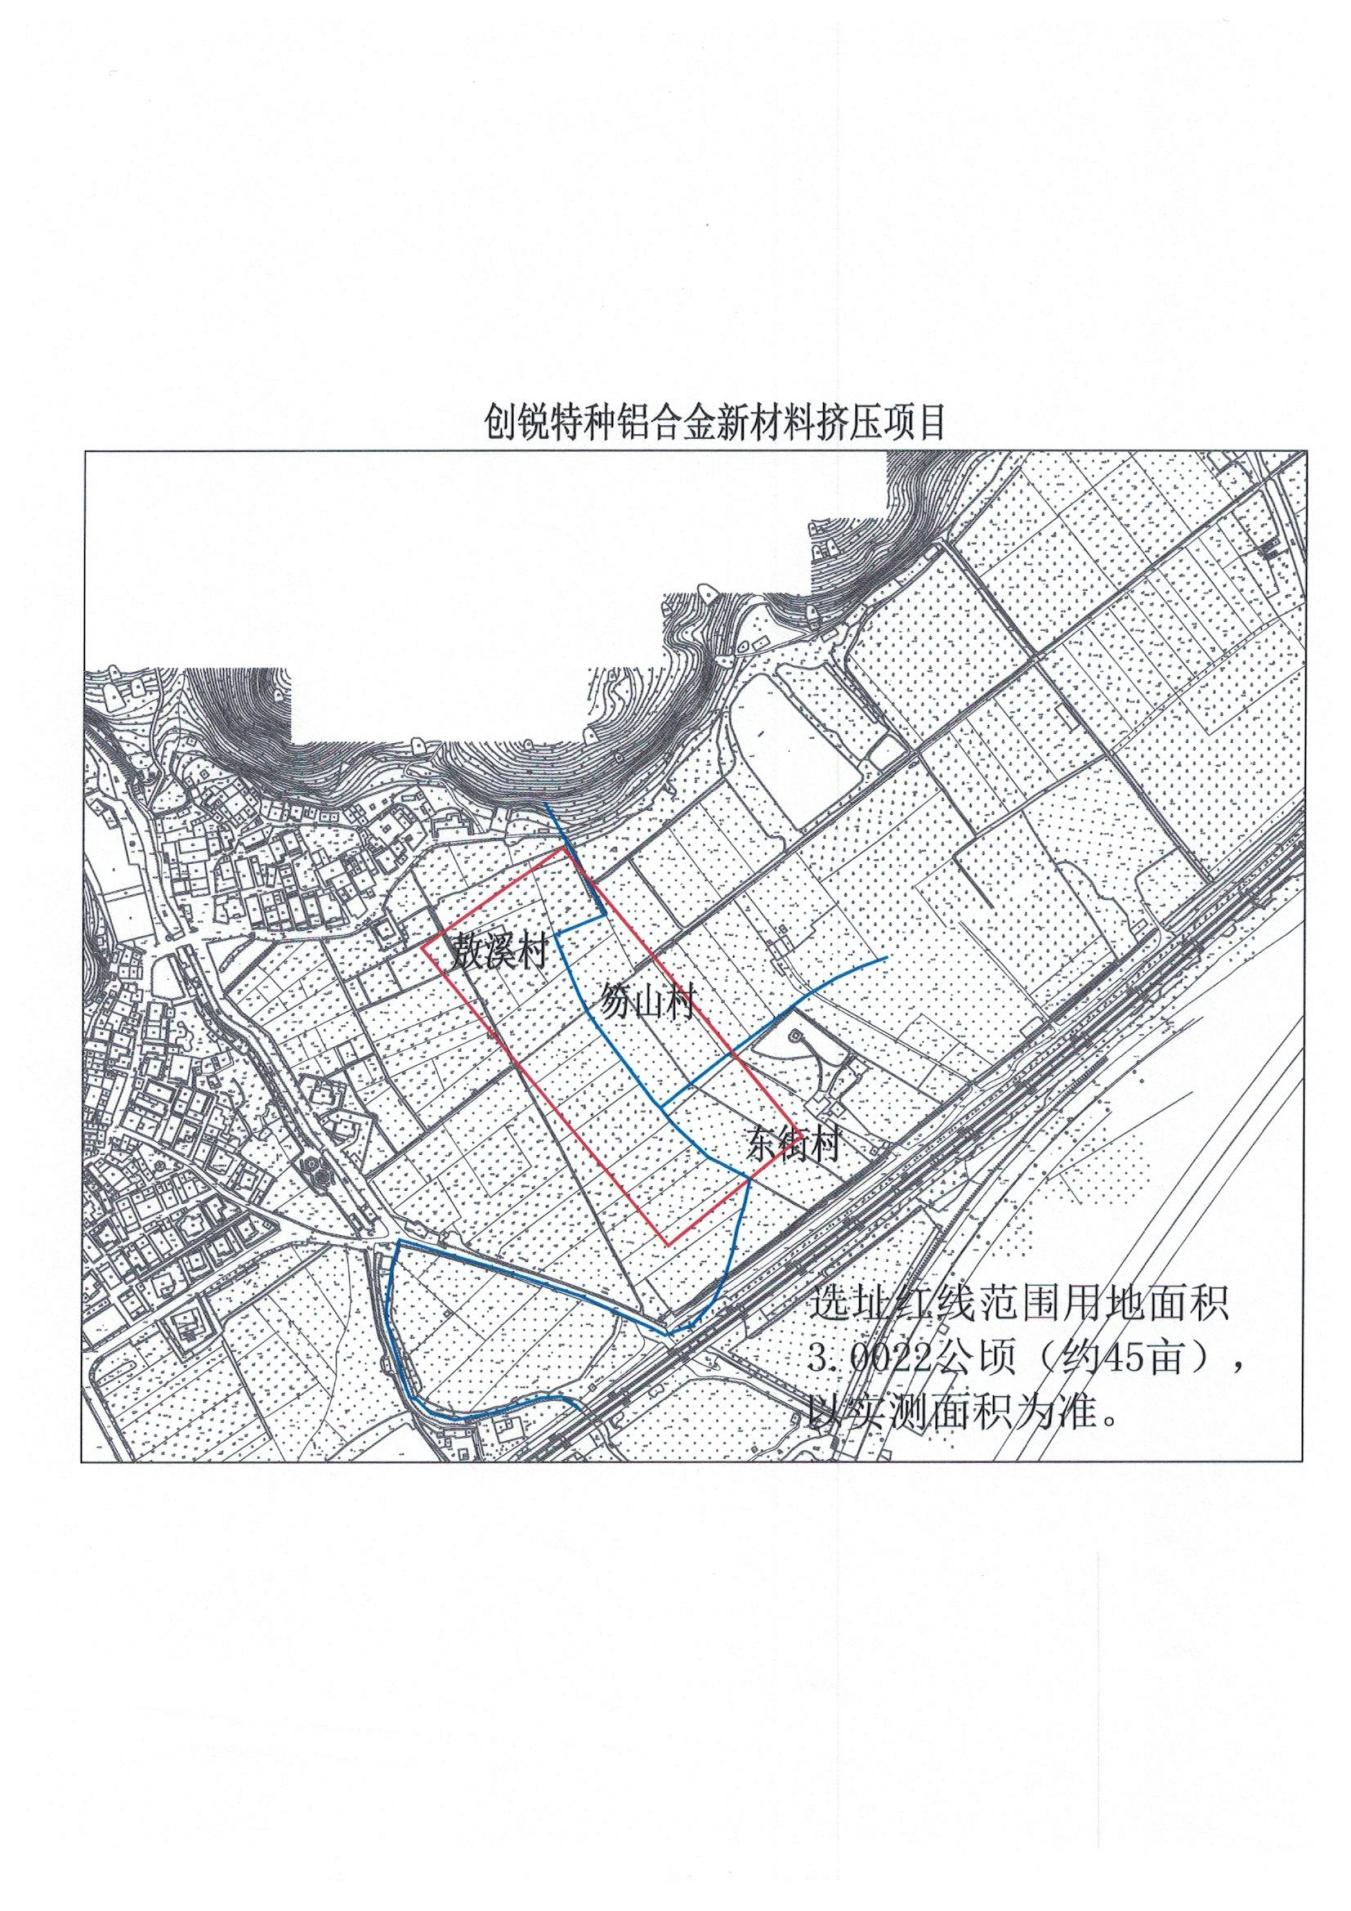 创锐特种铝合金新材料挤压项目
敖溪村
笏山村
东街村
选址红线范围用地面积
3.0022公顷（约45亩），
以实测面积为准。